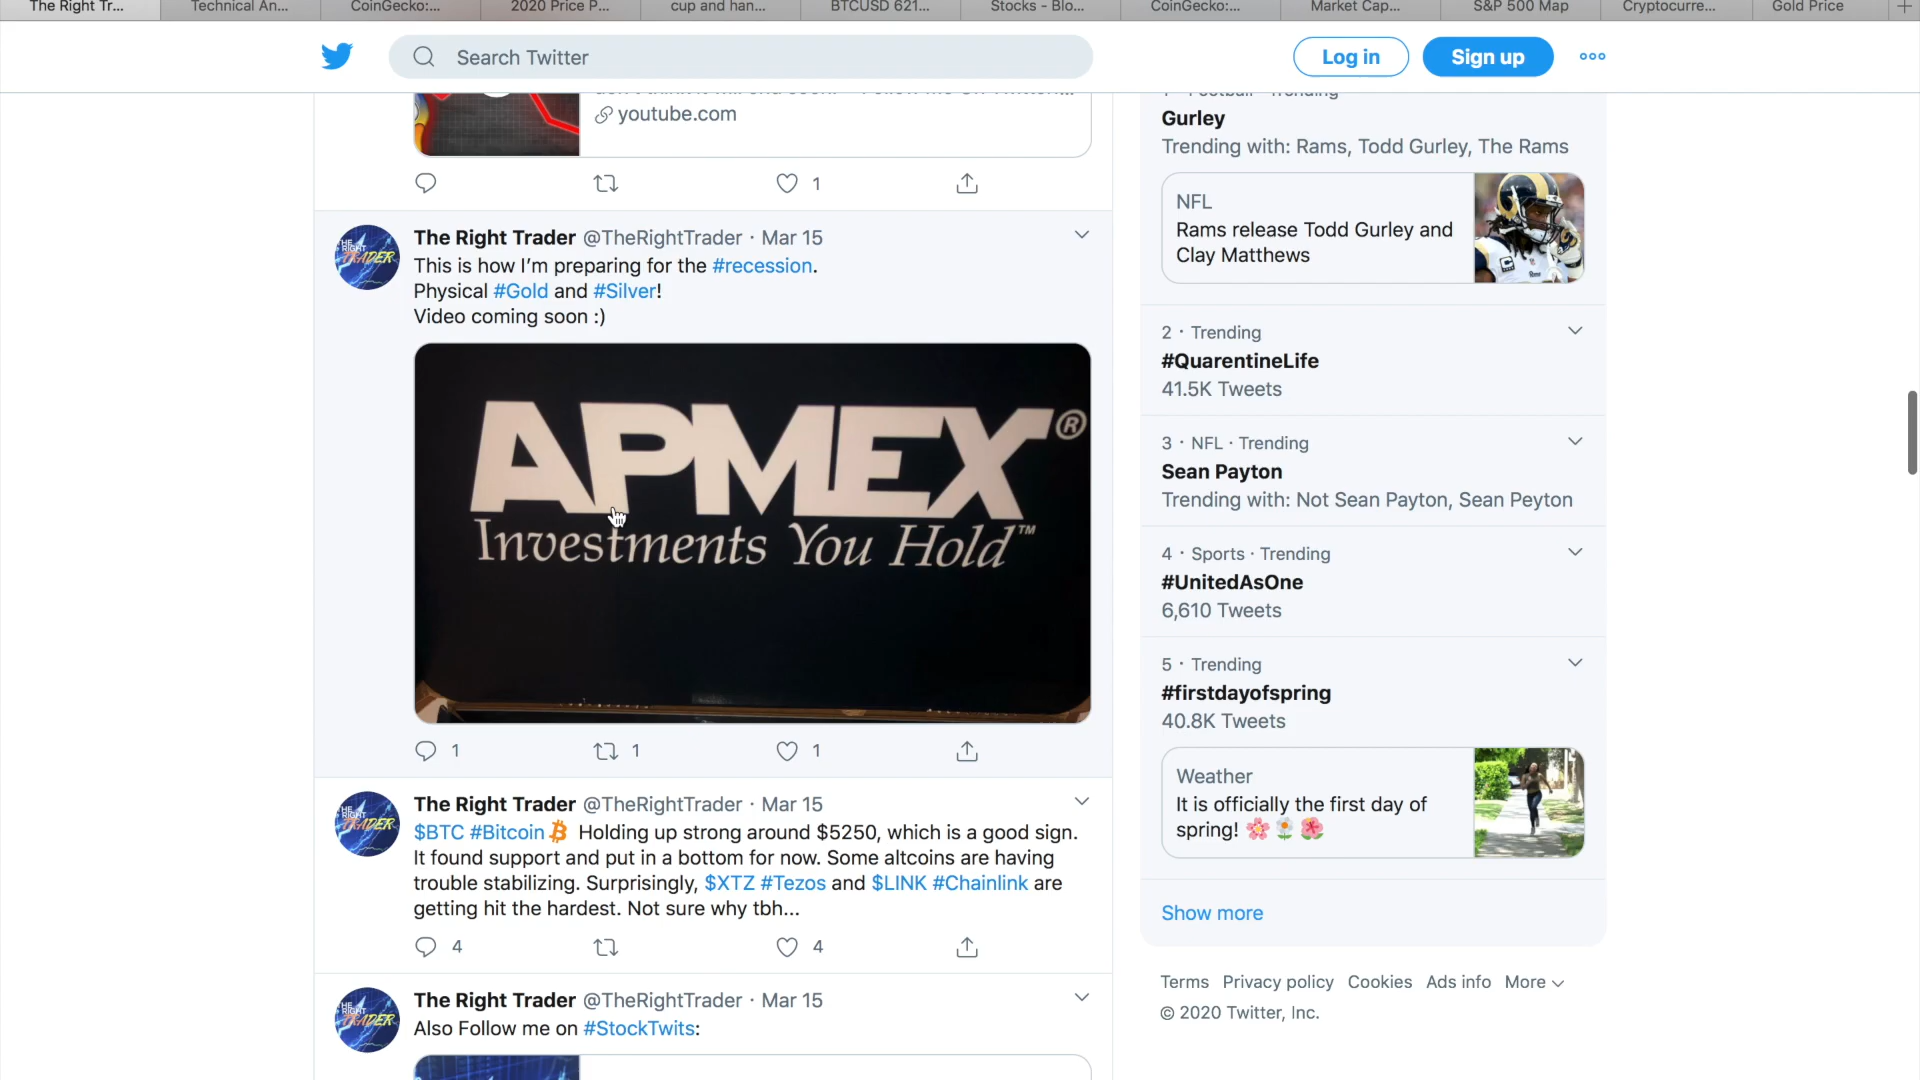 The Right Tr...
Technical An...
CoinGecko:...
2020 Price P...
cup and han...
BTCUSD 621...
Stocks - Blo...
CoinGecko:...
Market Cap...
S&P 500 Map
Cryptocurre...
Gold Price
Search Twitter
Log in
Sign up
youtube.com
1
The Right Trader @TheRightTrader · Mar 15
This is how I'm preparing for the #recession.
Physical #Gold and #Silver!
Video coming soon :)
APMEX®
Investments You Hold™
1 1 1
The Right Trader @TheRightTrader · Mar 15
$BTC #Bitcoin Holding up strong around $5250, which is a good sign.
It found support and put in a bottom for now. Some altcoins are having
trouble stabilizing. Surprisingly, $XTZ #Tezos and $LINK #Chainlink are
getting hit the hardest. Not sure why tbh...
4 4
The Right Trader @TheRightTrader · Mar 15
Also Follow me on #StockTwits:
Gurley
Trending with: Rams, Todd Gurley, The Rams
NFL
Rams release Todd Gurley and
Clay Matthews
2 · Trending
#QuarentineLife
41.5K Tweets
3 · NFL · Trending
Sean Payton
Trending with: Not Sean Payton, Sean Peyton
4 · Sports · Trending
#UnitedAsOne
6,610 Tweets
5 · Trending
#firstdayofspring
40.8K Tweets
Weather
It is officially the first day of
spring! 🌸🌼🌺
Show more
Terms Privacy policy Cookies Ads info More
© 2020 Twitter, Inc.